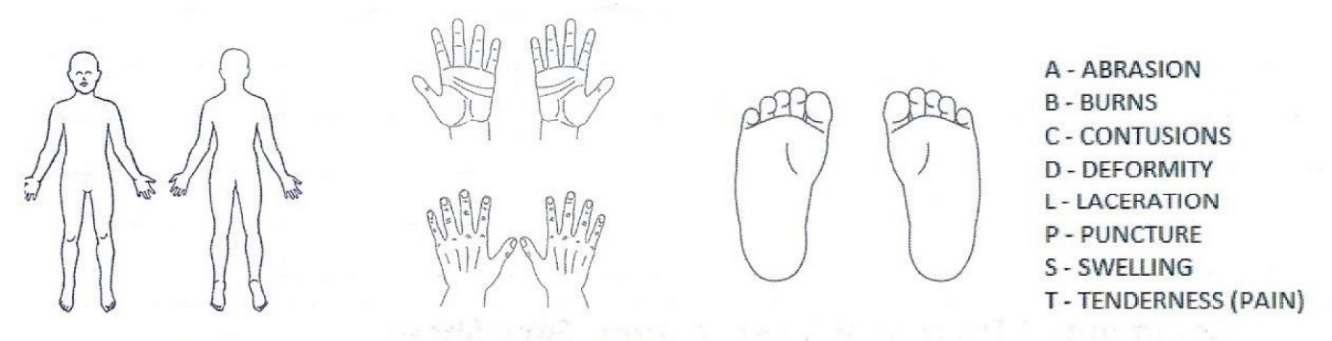 A - ABRASION
B - BURNS
C - CONTUSIONS
D - DEFORMITY
L - LACERATION
P - PUNCTURE
S - SWELLING
T - TENDERNESS (PAIN)